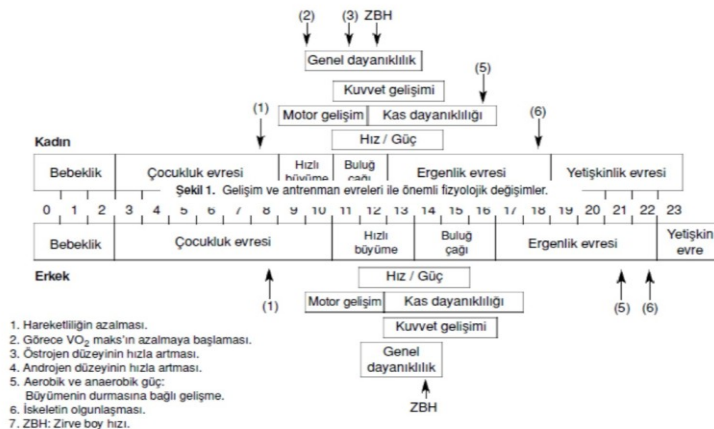 (2) (3) ZBH
Genel dayanıklılık
Kuvvet gelişimi
(5)
(1) Motor gelişim Kas dayanıklılığı (6)
Kadın Hız / Güç
Bebeklik Çocukluk evresi Hızlı büyüme Buluğ çağı Ergenlik evresi Yetişkinlik evresi
Şekil 1. Gelişim ve antrenman evreleri ile önemli fizyolojik değişimler.
0 1 2 3 4 5 6 7 8 9 10 11 12 13 14 15 16 17 18 19 20 21 22 23
Bebeklik Çocukluk evresi Hızlı büyüme Buluğ çağı Ergenlik evresi Yetişkin evre
Erkek Hız / Güç
(1) Motor gelişim Kas dayanıklılığı (5) (6)
Kuvvet gelişimi
Genel dayanıklılık
ZBH
1. Hareketliliğin azalması.
2. Görece VO2 maks'ın azalmaya başlaması.
3. Östrojen düzeyinin hızla artması.
4. Androjen düzeyinin hızla artması.
5. Aerobik ve anaerobik güç:
Büyümenin durmasına bağlı gelişme.
6. İskeletin olgunlaşması.
7. ZBH: Zirve boy hızı.